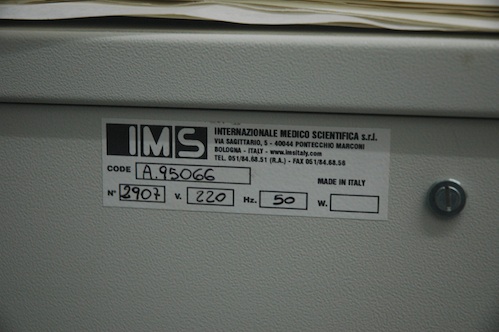 IMS
INTERNAZIONALE MEDICO SCIENTIFICA s.r.l.
VIA SAGITTARIO, 5 - 40044 PONTECCHIO MARCONI
BOLOGNA - ITALY - www.imsitaly.com
TEL. 051/84.68.51 (R.A.) - FAX 051/84.68.56
CODE A.95066
MADE IN ITALY
N° 2907 V. 220 Hz. 50 W.